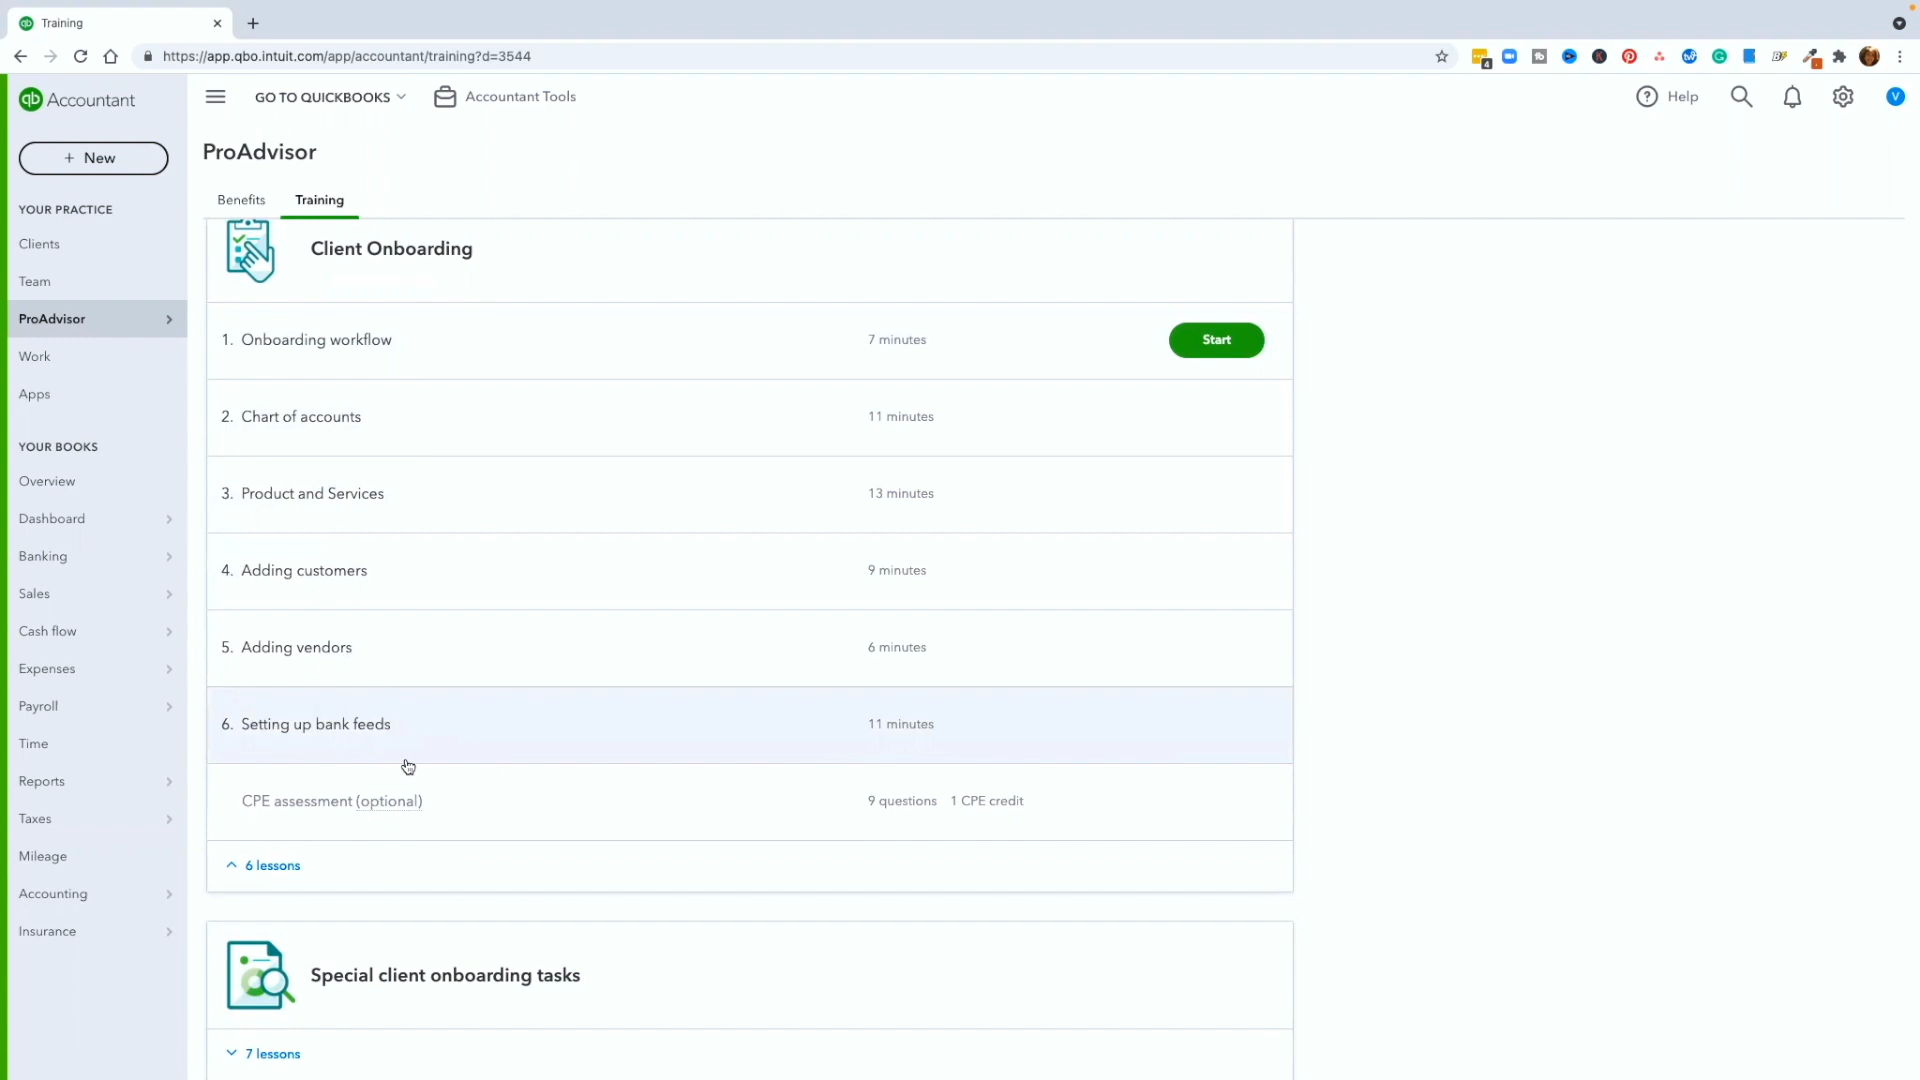 Training
https://app.qbo.intuit.com/app/accountant/training?d=3544
qb Accountant
GO TO QUICKBOOKS
Accountant Tools
Help
V
+ New
YOUR PRACTICE
Clients
Team
ProAdvisor
Work
Apps
YOUR BOOKS
Overview
Dashboard
Banking
Sales
Cash flow
Expenses
Payroll
Time
Reports
Taxes
Mileage
Accounting
Insurance
ProAdvisor
Benefits Training
Client Onboarding
1. Onboarding workflow 7 minutes Start
2. Chart of accounts 11 minutes
3. Product and Services 13 minutes
4. Adding customers 9 minutes
5. Adding vendors 6 minutes
6. Setting up bank feeds 11 minutes
CPE assessment (optional) 9 questions 1 CPE credit
6 lessons
Special client onboarding tasks
7 lessons